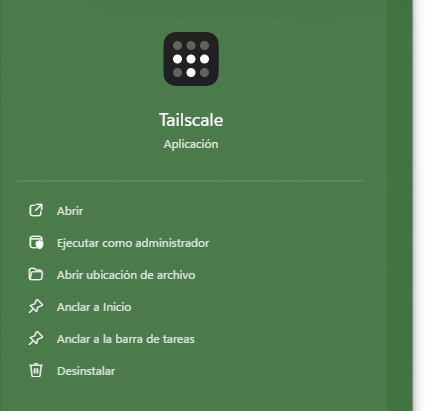 Tailscale
Aplicación
Abrir
Ejecutar como administrador
Abrir ubicación de archivo
Anclar a Inicio
Anclar a la barra de tareas
Desinstalar